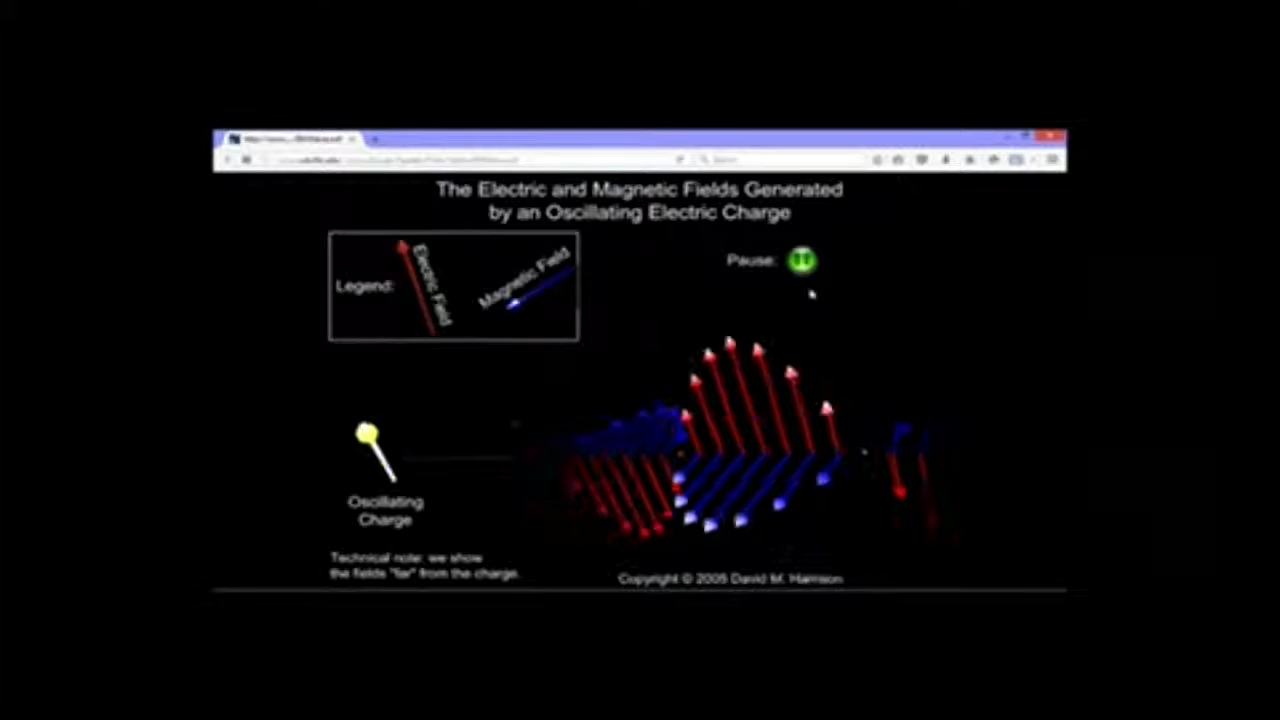 The Electric and Magnetic Fields Generated
by an Oscillating Electric Charge
Legend:
Electric Field
Magnetic Field
Pause:
Oscillating
Charge
Technical note: we show
the fields "far" from the charge.
Copyright © 2005 David M. Harrison